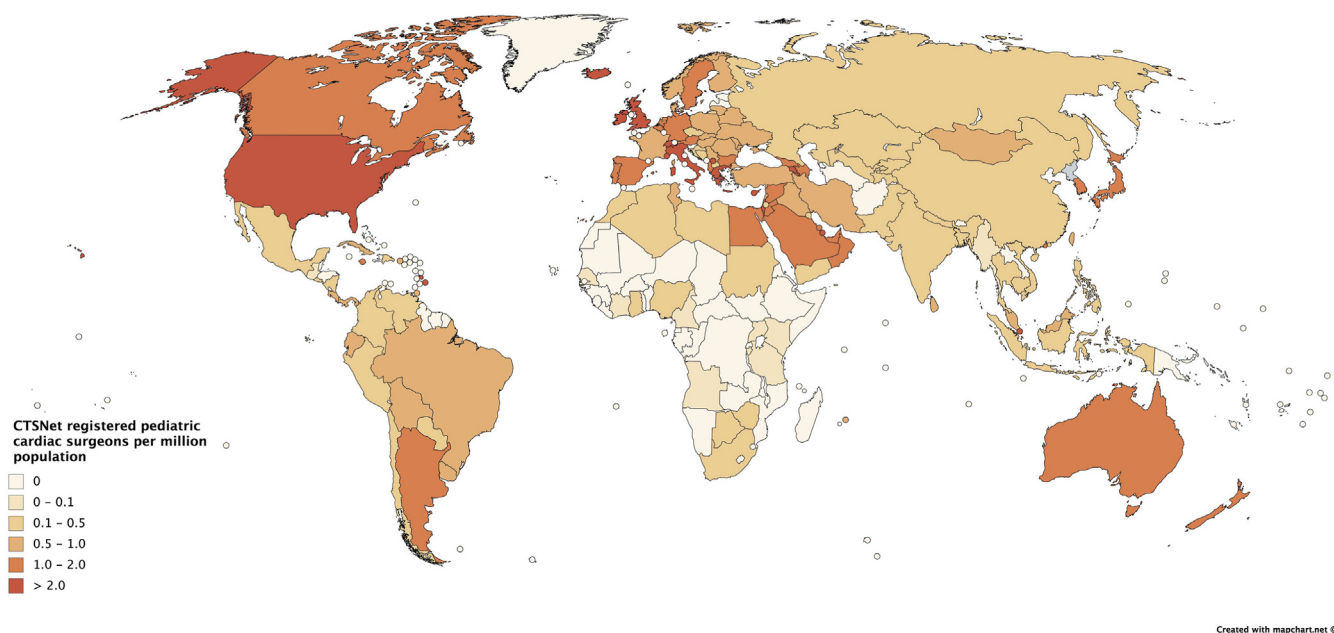 CTSNet registered pediatric
cardiac surgeons per million
population
0
0 – 0.1
0.1 – 0.5
0.5 – 1.0
1.0 – 2.0
> 2.0
Created with mapchart.net ©